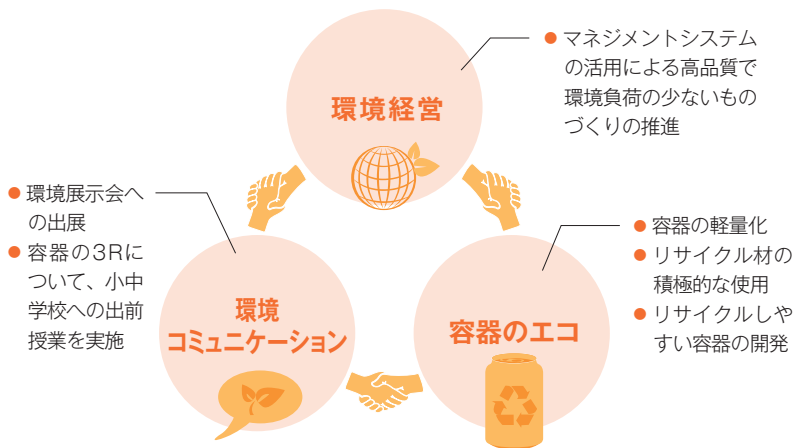 環境経営
● マネジメントシステム
の活用による高品質で
環境負荷の少ないもの
づくりの推進
● 環境展示会へ
の出展
● 容器の3Rに
ついて、小中
学校への出前
授業を実施
環境
コミュニケーション
容器のエコ
● 容器の軽量化
● リサイクル材の
積極的な使用
● リサイクルしや
すい容器の開発